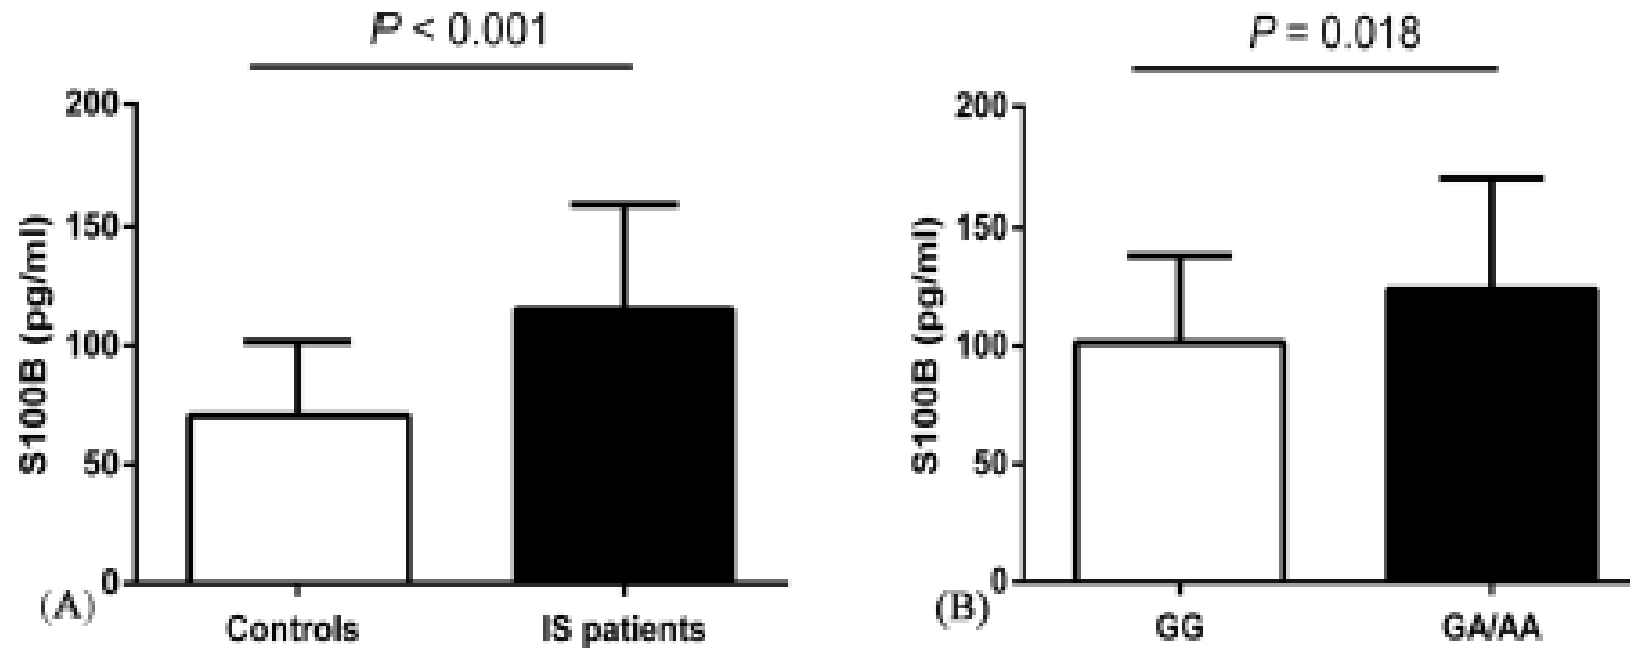 P < 0.001
200
150
100
50
0
S100B (pg/ml)
(A)
Controls
IS patients
P = 0.018
200
150
100
50
0
S100B (pg/ml)
(B)
GG
GA/AA